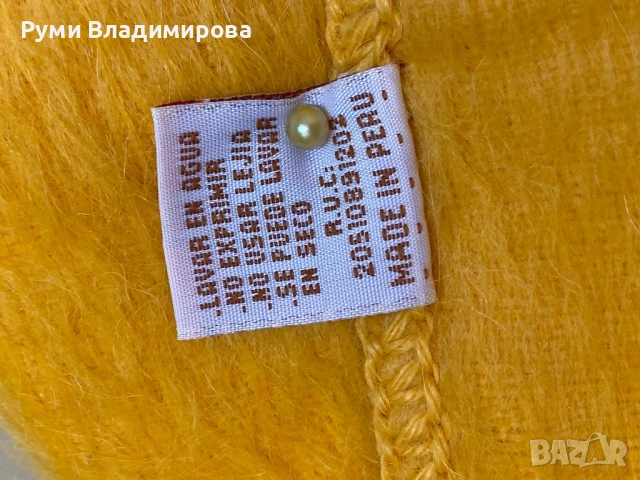 Руми Владимирова
-LAVAR EN AGUA
-NO EXPRIMIR
-NO USAR LEJIA
-SE PUEDE LAVAR
EN SECO
R.U.C:
20510891202
MADE IN PERU
BAZAR